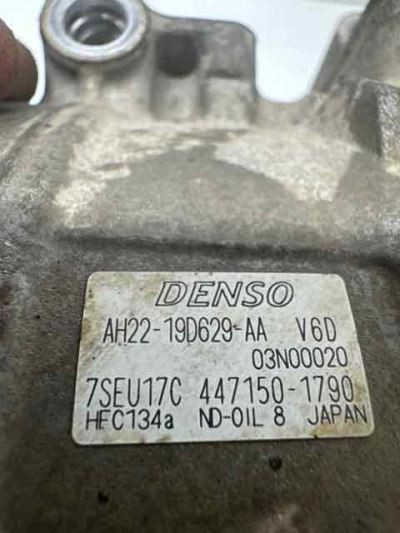 DENSO
AH22-19D629-AA V6D
03N00020
7SEU17C 447150-1790
HFC134a ND-OIL 8 JAPAN